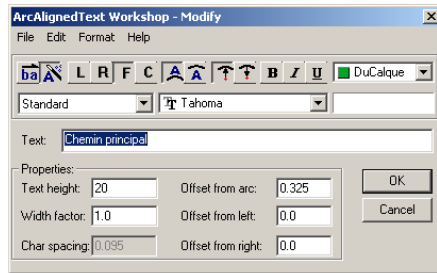 ArcAlignedText Workshop - Modify
File Edit Format Help
ba A L R F C A A B I U DuCalque
Standard Tahoma
Text: Chemin principal
Properties:
Text height: 20 Offset from arc: 0.325 OK
Width factor: 1.0 Offset from left: 0.0 Cancel
Char spacing: 0.095 Offset from right: 0.0